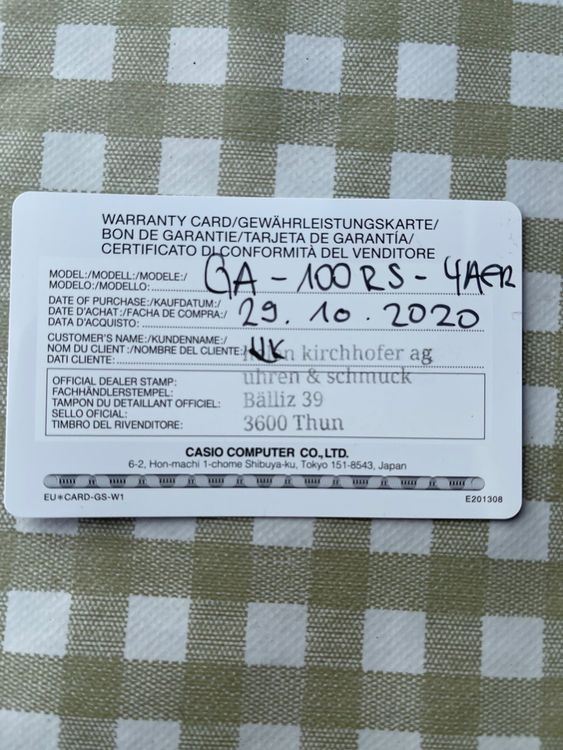 WARRANTY CARD/GEWÄHRLEISTUNGSKARTE/
BON DE GARANTIE/TARJETA DE GARANTÍA/
CERTIFICATO DI CONFORMITÀ DEL VENDITORE
MODEL:/MODELL:/MODELE:/
MODELO:/MODELLO: GA-100RS-4AER
DATE OF PURCHASE:/KAUFDATUM:/
DATE D'ACHAT:/FACHA DE COMPRA:/ 29.10.2020
DATA D'ACQUISTO:
CUSTOMER'S NAME:/KUNDENNAME:/
NOM DU CLIENT:/NOMBRE DEL CLIENTE:/ kirchhofer ag
DATI CLIENTE:
uhren & schmuck
OFFICIAL DEALER STAMP:
FACHHÄNDLERSTEMPEL:
TAMPON DU DETAILLANT OFFICIEL: Bälliz 39
SELLO OFICIAL:
TIMBRO DEL RIVENDITORE: 3600 Thun
CASIO COMPUTER CO.,LTD.
6-2, Hon-machi 1-chome Shibuya-ku, Tokyo 151-8543, Japan
EU✳CARD-GS-W1 E201308